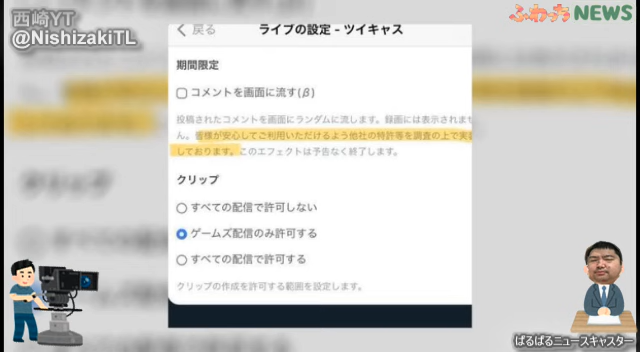 西崎YT
@NishizakiTL
ふわっちNEWS
戻る
ライブの設定 - ツイキャス
期間限定
コメントを画面に流す(β)
投稿されたコメントを画面にランダムに流します。録画には表示されませ
ん。皆様が安心してご利用いただけるよう他社の特許等を調査の上で実
しております。このエフェクトは予告なく終了します。
クリップ
すべての配信で許可しない
ゲームズ配信のみ許可する
すべての配信で許可する
クリップの作成を許可する範囲を設定します。
ぱるぱるニュースキャスター